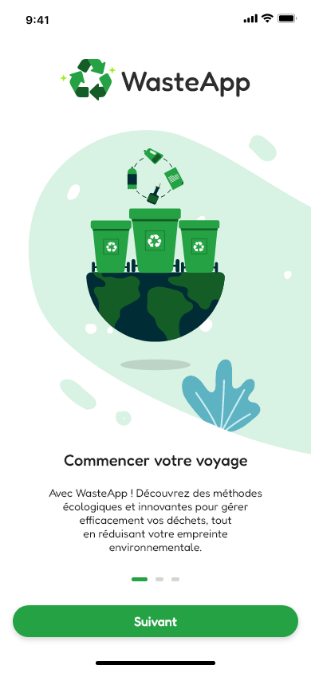 9:41
WasteApp
Commencer votre voyage
Avec WasteApp ! Découvrez des méthodes
écologiques et innovantes pour gérer
efficacement vos déchets, tout
en réduisant votre empreinte
environnementale.
Suivant